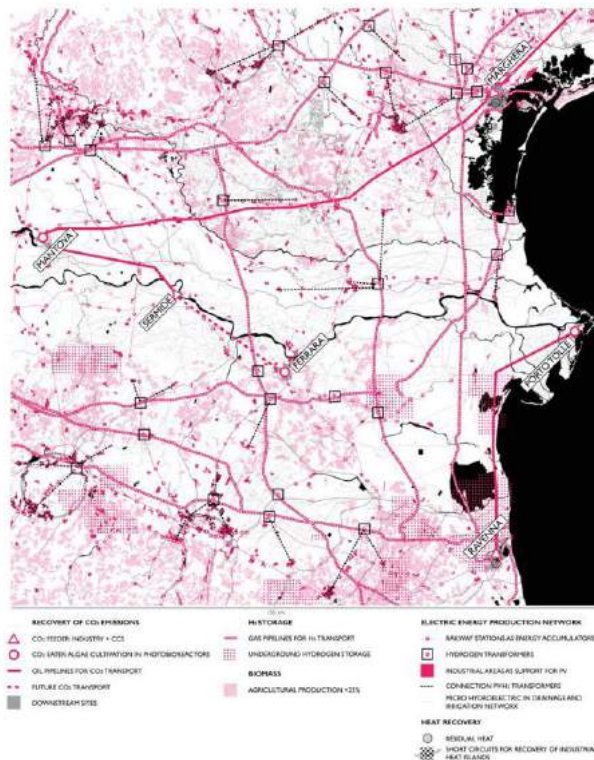 MARGHERA
MANTOVA
SERMIDE
FERRARA
PORTO TOLLE
RAVENNA
RECOVERY OF CO₂ EMISSIONS
CO₂ FEEDER: INDUSTRY + CCS
CO₂ EATER: ALGAE CULTIVATION IN PHOTOBIOREACTORS
OIL PIPELINES FOR CO₂ TRANSPORT
FUTURE CO₂ TRANSPORT
DOWNSTREAM SITES
H₂ STORAGE
GAS PIPELINES FOR H₂ TRANSPORT
UNDERGROUND HYDROGEN STORAGE
BIOMASS
AGRICULTURAL PRODUCTION +25%
ELECTRIC ENERGY PRODUCTION NETWORK
RAILWAY STATIONS AS ENERGY ACCUMULATORS
HYDROGEN TRANSFORMERS
INDUSTRIAL AREAS AS SUPPORT FOR PV
CONNECTION PV-H₂ TRANSFORMERS
MICRO HYDROELECTRIC IN DRAINAGE AND
IRRIGATION NETWORK
HEAT RECOVERY
RESIDUAL HEAT
SHORT CIRCUITS FOR RECOVERY OF INDUSTRIA
HEAT ISLANDS